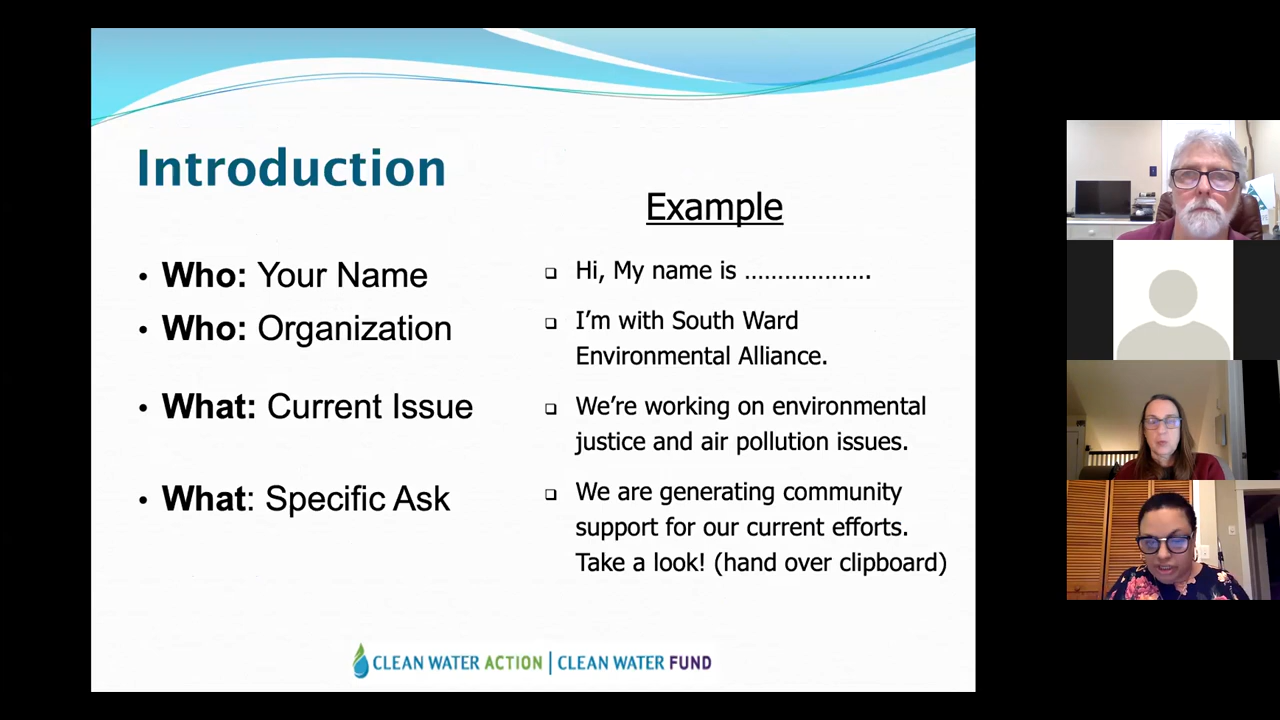 Introduction
• Who: Your Name
• Who: Organization
• What: Current Issue
• What: Specific Ask
Example
❑ Hi, My name is ...................
❑ I’m with South Ward
Environmental Alliance.
❑ We’re working on environmental
justice and air pollution issues.
❑ We are generating community
support for our current efforts.
Take a look! (hand over clipboard)
CLEAN WATER ACTION | CLEAN WATER FUND